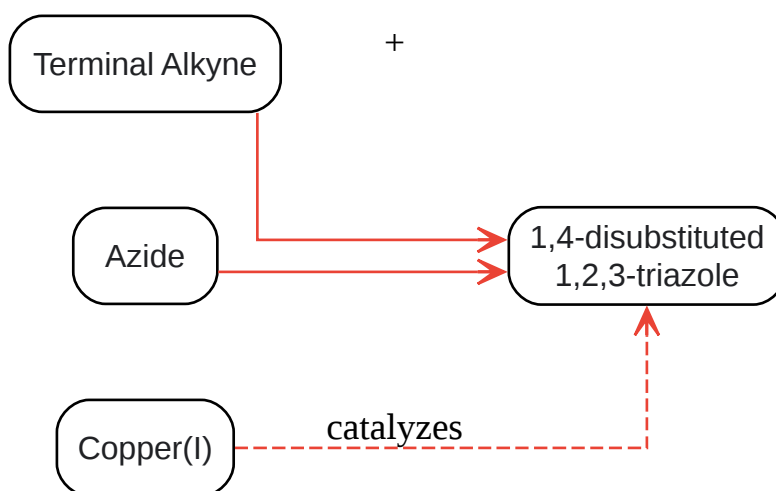 Terminal Alkyne
+
Azide
1,4-disubstituted
1,2,3-triazole
Copper(I)
catalyzes